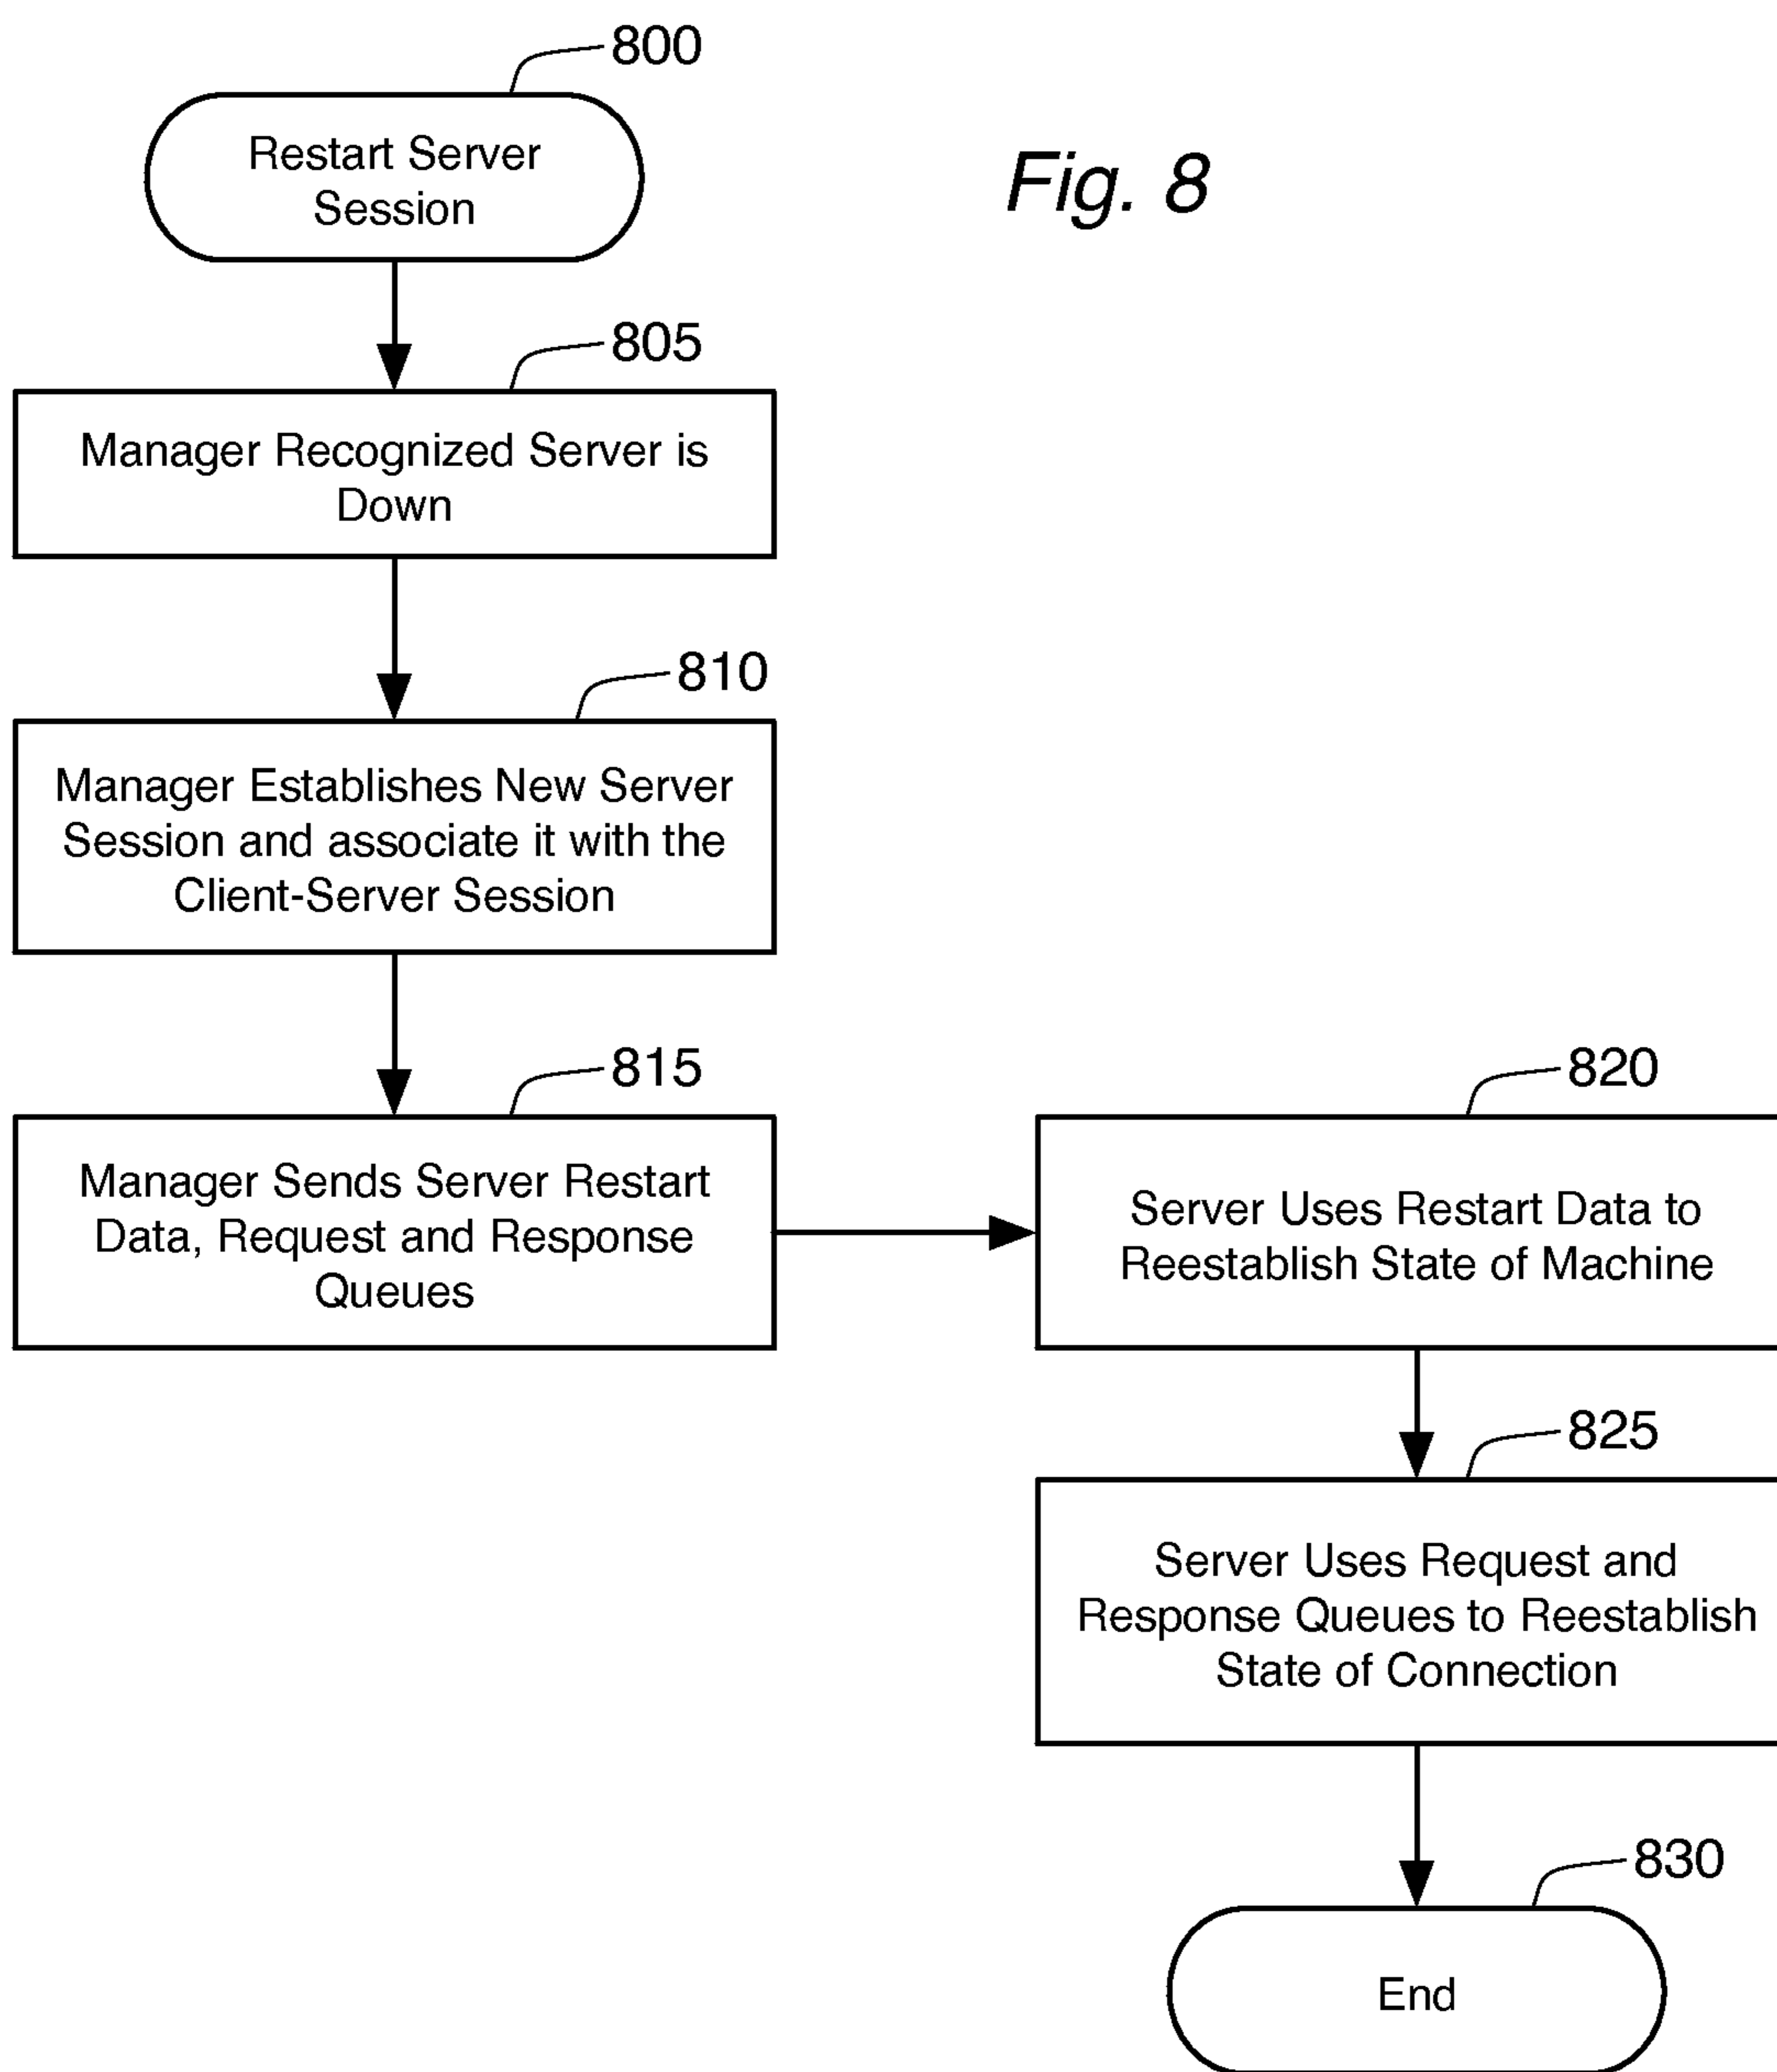 800
Restart Server
Session
Fig. 8
805
Manager Recognized Server is
Down
810
Manager Establishes New Server
Session and associate it with the
Client-Server Session
815
Manager Sends Server Restart
Data, Request and Response
Queues
820
Server Uses Restart Data to
Reestablish State of Machine
825
Server Uses Request and
Response Queues to Reestablish
State of Connection
830
End